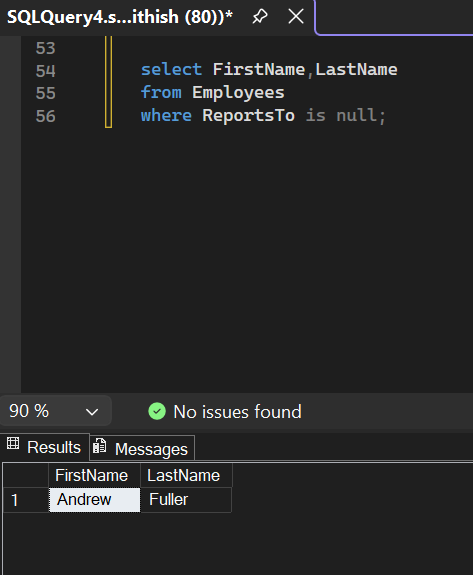 SQLQuery4.s...ithish (80))*
53
54 select FirstName,LastName
55 from Employees
56 where ReportsTo is null;
90 %
No issues found
Results Messages
FirstName LastName
1 Andrew Fuller